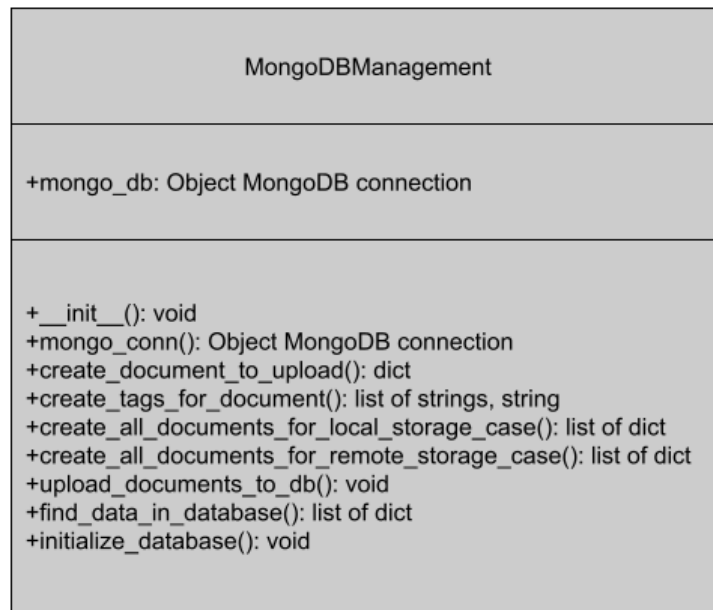 MongoDBManagement
+mongo_db: Object MongoDB connection
+__init__(): void
+mongo_conn(): Object MongoDB connection
+create_document_to_upload(): dict
+create_tags_for_document(): list of strings, string
+create_all_documents_for_local_storage_case(): list of dict
+create_all_documents_for_remote_storage_case(): list of dict
+upload_documents_to_db(): void
+find_data_in_database(): list of dict
+initialize_database(): void